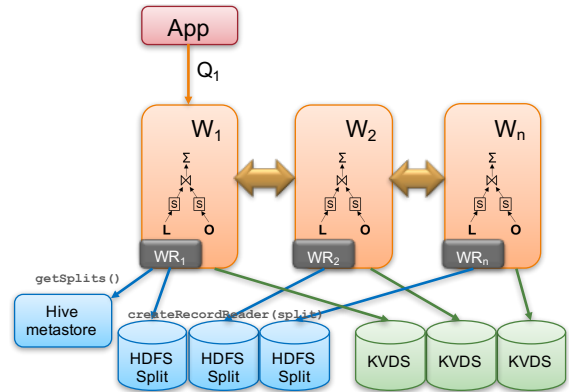 App
Q1
W1 W2 Wn
Σ Σ Σ
⋈ ⋈ ⋈
S S S S S S
L O L O L O
WR1 WR2 WRn
getSplits()
Hive
metastore
createRecordReader(split)
HDFS
Split
HDFS
Split
HDFS
Split
KVDS KVDS KVDS